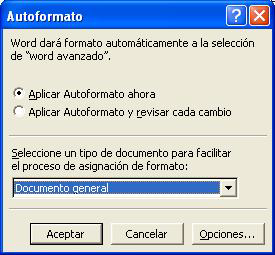 Autoformato
Word dará formato automáticamente a la selección
de "word avanzado".
Aplicar Autoformato ahora
Aplicar Autoformato y revisar cada cambio
Seleccione un tipo de documento para facilitar
el proceso de asignación de formato:
Documento general
Aceptar Cancelar Opciones...